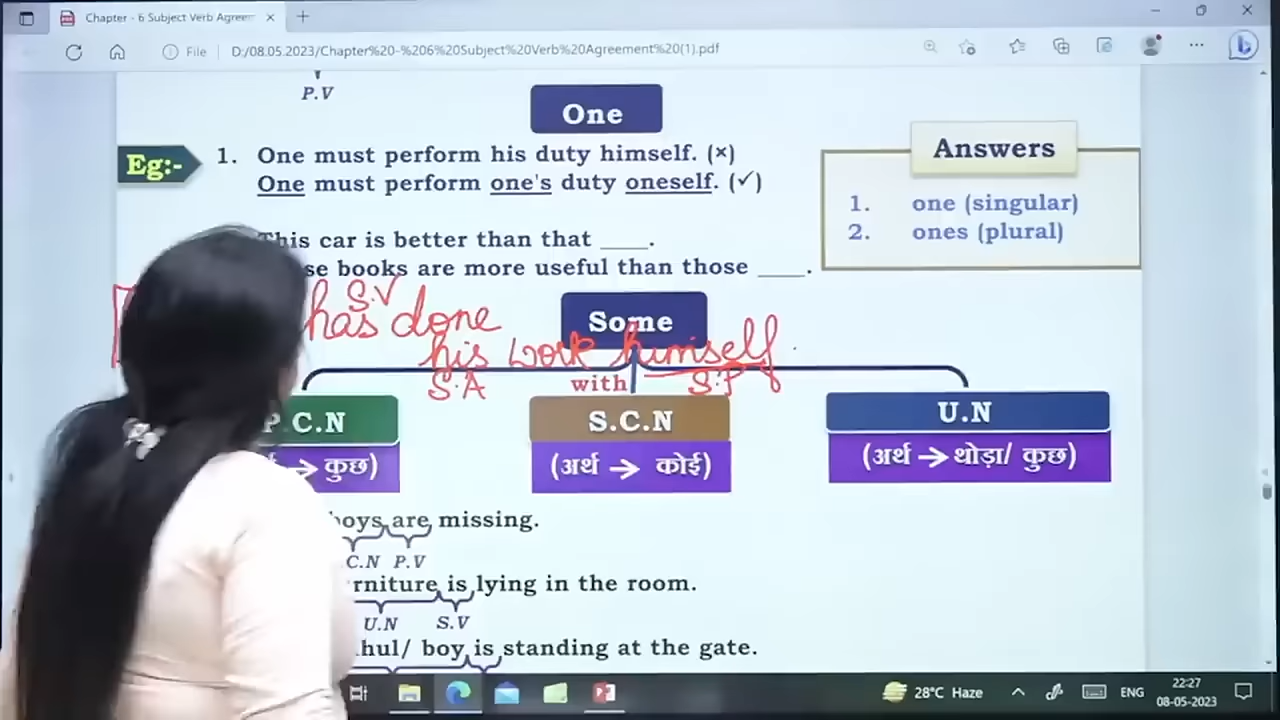 Chapter - 6 Subject Verb Agreer
File D:/08.05.2023/Chapter%20-%206%20Subject%20Verb%20Agreement%20(1).pdf
P.V
One
Eg:- 1. One must perform his duty himself. (×)
One must perform one's duty oneself. (✓)
This car is better than that ____.
se books are more useful than those ____.
Answers
1. one (singular)
2. ones (plural)
S.V
has done
his work himself
S.A
S.P
Some
with
P.C.N
→ कुछ)
S.C.N
(अर्थ → कोई)
U.N
(अर्थ → थोड़ा/ कुछ)
boys are missing.
C.N P.V
rniture is lying in the room.
U.N S.V
hul/ boy is standing at the gate.
28°C Haze
ENG
22:27
08-05-2023